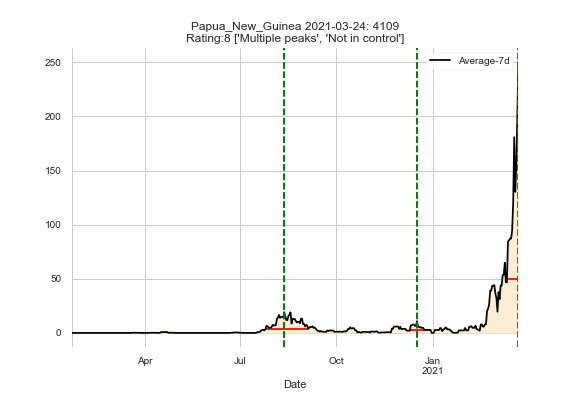 Papua_New_Guinea 2021-03-24: 4109
Rating:8 ['Multiple peaks', 'Not in control']
Average-7d
250
200
150
100
50
0
Apr
Jul
Oct
Jan
2021
Date